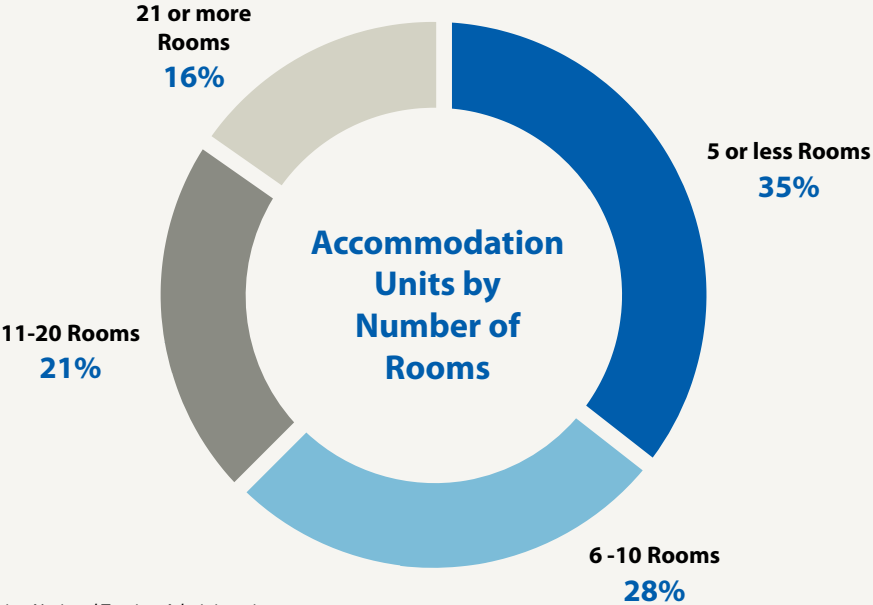 21 or more
Rooms
16%
5 or less Rooms
35%
Accommodation
Units by
Number of
Rooms
11-20 Rooms
21%
6 -10 Rooms
28%